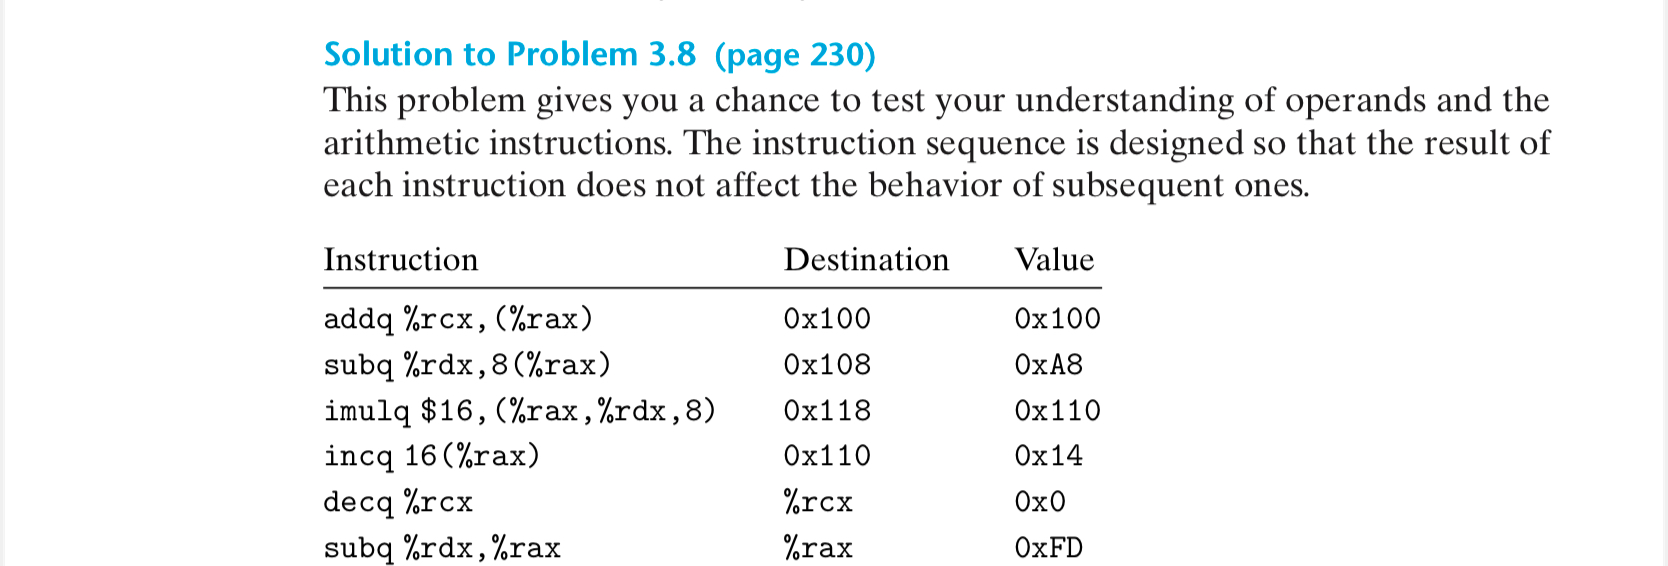 Solution to Problem 3.8 (page 230)
This problem gives you a chance to test your understanding of operands and the
arithmetic instructions. The instruction sequence is designed so that the result of
each instruction does not affect the behavior of subsequent ones.
Instruction Destination Value
addq %rcx,(%rax) 0x100 0x100
subq %rdx,8(%rax) 0x108 0xA8
imulq $16,(%rax,%rdx,8) 0x118 0x110
incq 16(%rax) 0x110 0x14
decq %rcx %rcx 0x0
subq %rdx,%rax %rax 0xFD